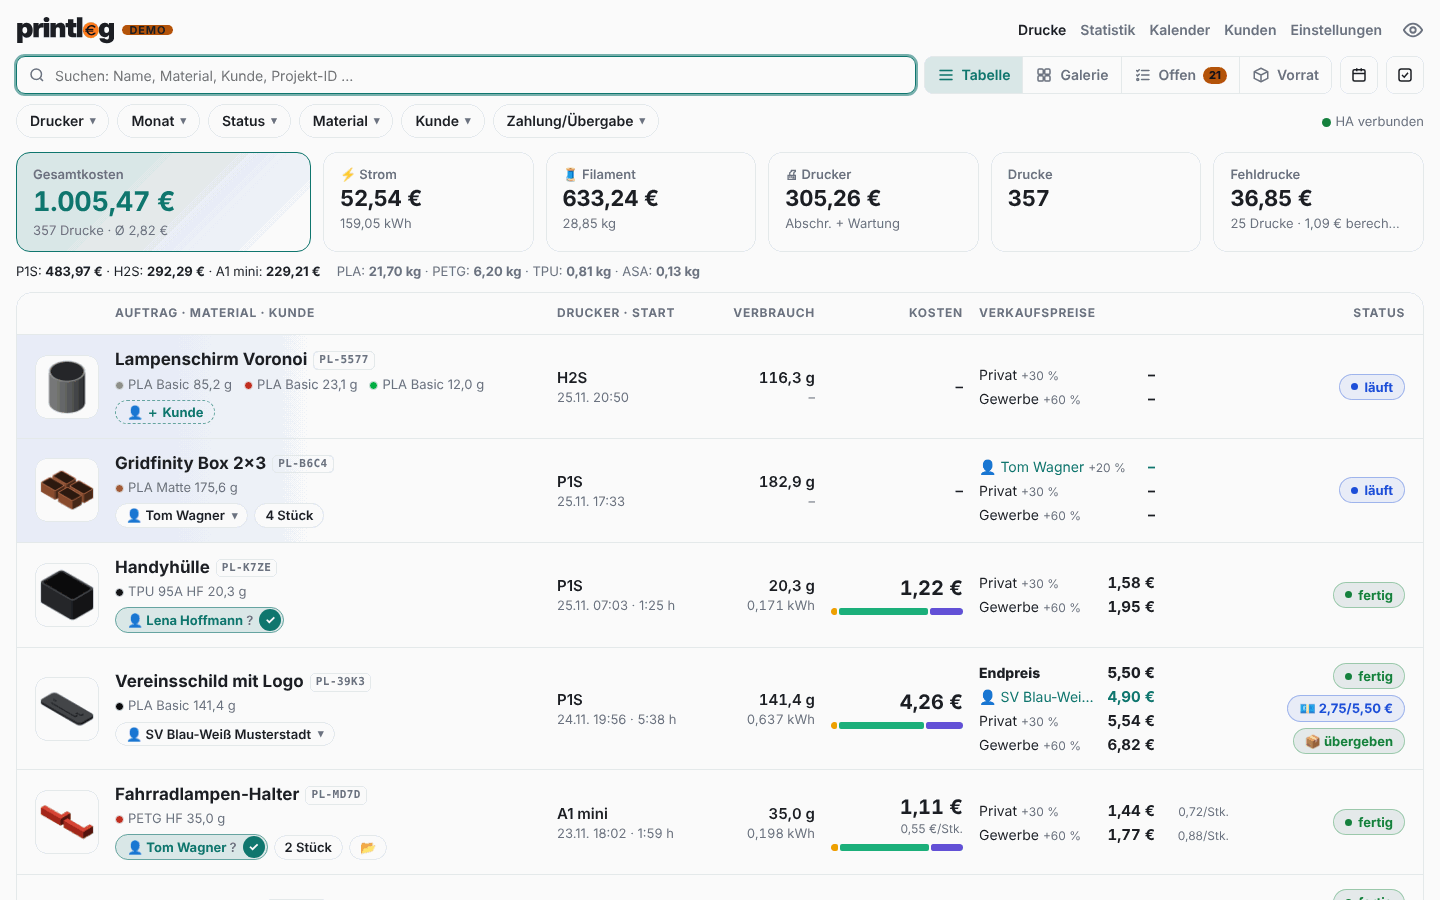 printl€g DEMO
Drucke Statistik Kalender Kunden Einstellungen
Suchen: Name, Material, Kunde, Projekt-ID ...
Tabelle Galerie Offen 21 Vorrat
Drucker ▾ Monat ▾ Status ▾ Material ▾ Kunde ▾ Zahlung/Übergabe ▾
HA verbunden
Gesamtkosten
1.005,47 €
357 Drucke · Ø 2,82 €
⚡ Strom
52,54 €
159,05 kWh
🧵 Filament
633,24 €
28,85 kg
🖨 Drucker
305,26 €
Abschr. + Wartung
Drucke
357
Fehldrucke
36,85 €
25 Drucke · 1,09 € berech...
P1S: 483,97 € · H2S: 292,29 € · A1 mini: 229,21 € PLA: 21,70 kg · PETG: 6,20 kg · TPU: 0,81 kg · ASA: 0,13 kg
AUFTRAG · MATERIAL · KUNDE DRUCKER · START VERBRAUCH KOSTEN VERKAUFSPREISE STATUS
Lampenschirm Voronoi PL-5577
PLA Basic 85,2 g PLA Basic 23,1 g PLA Basic 12,0 g
👤 + Kunde
H2S
25.11. 20:50
116,3 g
–
–
Privat +30 % –
Gewerbe +60 % –
läuft
Gridfinity Box 2×3 PL-B6C4
PLA Matte 175,6 g
👤 Tom Wagner ▾ 4 Stück
P1S
25.11. 17:33
182,9 g
–
–
👤 Tom Wagner +20 % –
Privat +30 % –
Gewerbe +60 % –
läuft
Handyhülle PL-K7ZE
TPU 95A HF 20,3 g
👤 Lena Hoffmann ? ✓
P1S
25.11. 07:03 · 1:25 h
20,3 g
0,171 kWh
1,22 €
Privat +30 % 1,58 €
Gewerbe +60 % 1,95 €
fertig
Vereinsschild mit Logo PL-39K3
PLA Basic 141,4 g
👤 SV Blau-Weiß Musterstadt ▾
P1S
24.11. 19:56 · 5:38 h
141,4 g
0,637 kWh
4,26 €
Endpreis 5,50 €
👤 SV Blau-Wei... 4,90 €
Privat +30 % 5,54 €
Gewerbe +60 % 6,82 €
fertig
💶 2,75/5,50 €
📦 übergeben
Fahrradlampen-Halter PL-MD7D
PETG HF 35,0 g
👤 Tom Wagner ? ✓ 2 Stück 📂
A1 mini
23.11. 18:02 · 1:59 h
35,0 g
0,198 kWh
1,11 €
0,55 €/Stk.
Privat +30 % 1,44 € 0,72/Stk.
Gewerbe +60 % 1,77 € 0,88/Stk.
fertig